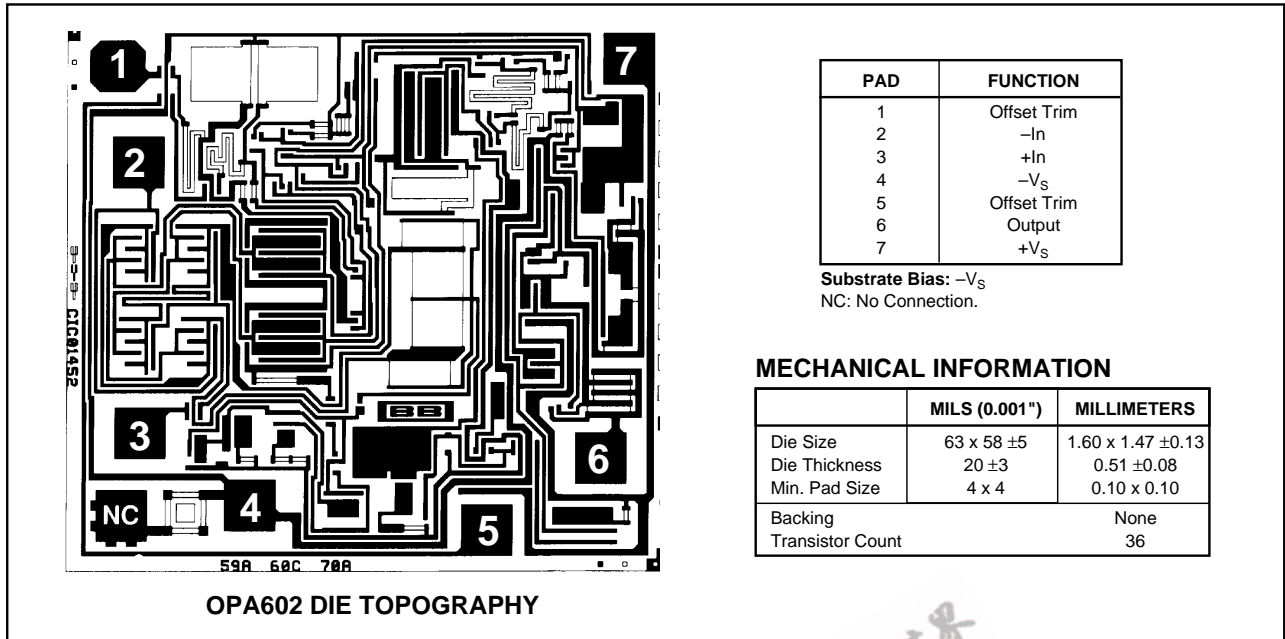 1
7
2
CIC01452
3
BB
6
NC
4
5
59A 60C 70A
OPA602 DIE TOPOGRAPHY
PAD FUNCTION
1 Offset Trim
2 –In
3 +In
4 –VS
5 Offset Trim
6 Output
7 +VS
Substrate Bias: –VS
NC: No Connection.
MECHANICAL INFORMATION
MILS (0.001") MILLIMETERS
Die Size 63 x 58 ±5 1.60 x 1.47 ±0.13
Die Thickness 20 ±3 0.51 ±0.08
Min. Pad Size 4 x 4 0.10 x 0.10
Backing None
Transistor Count 36